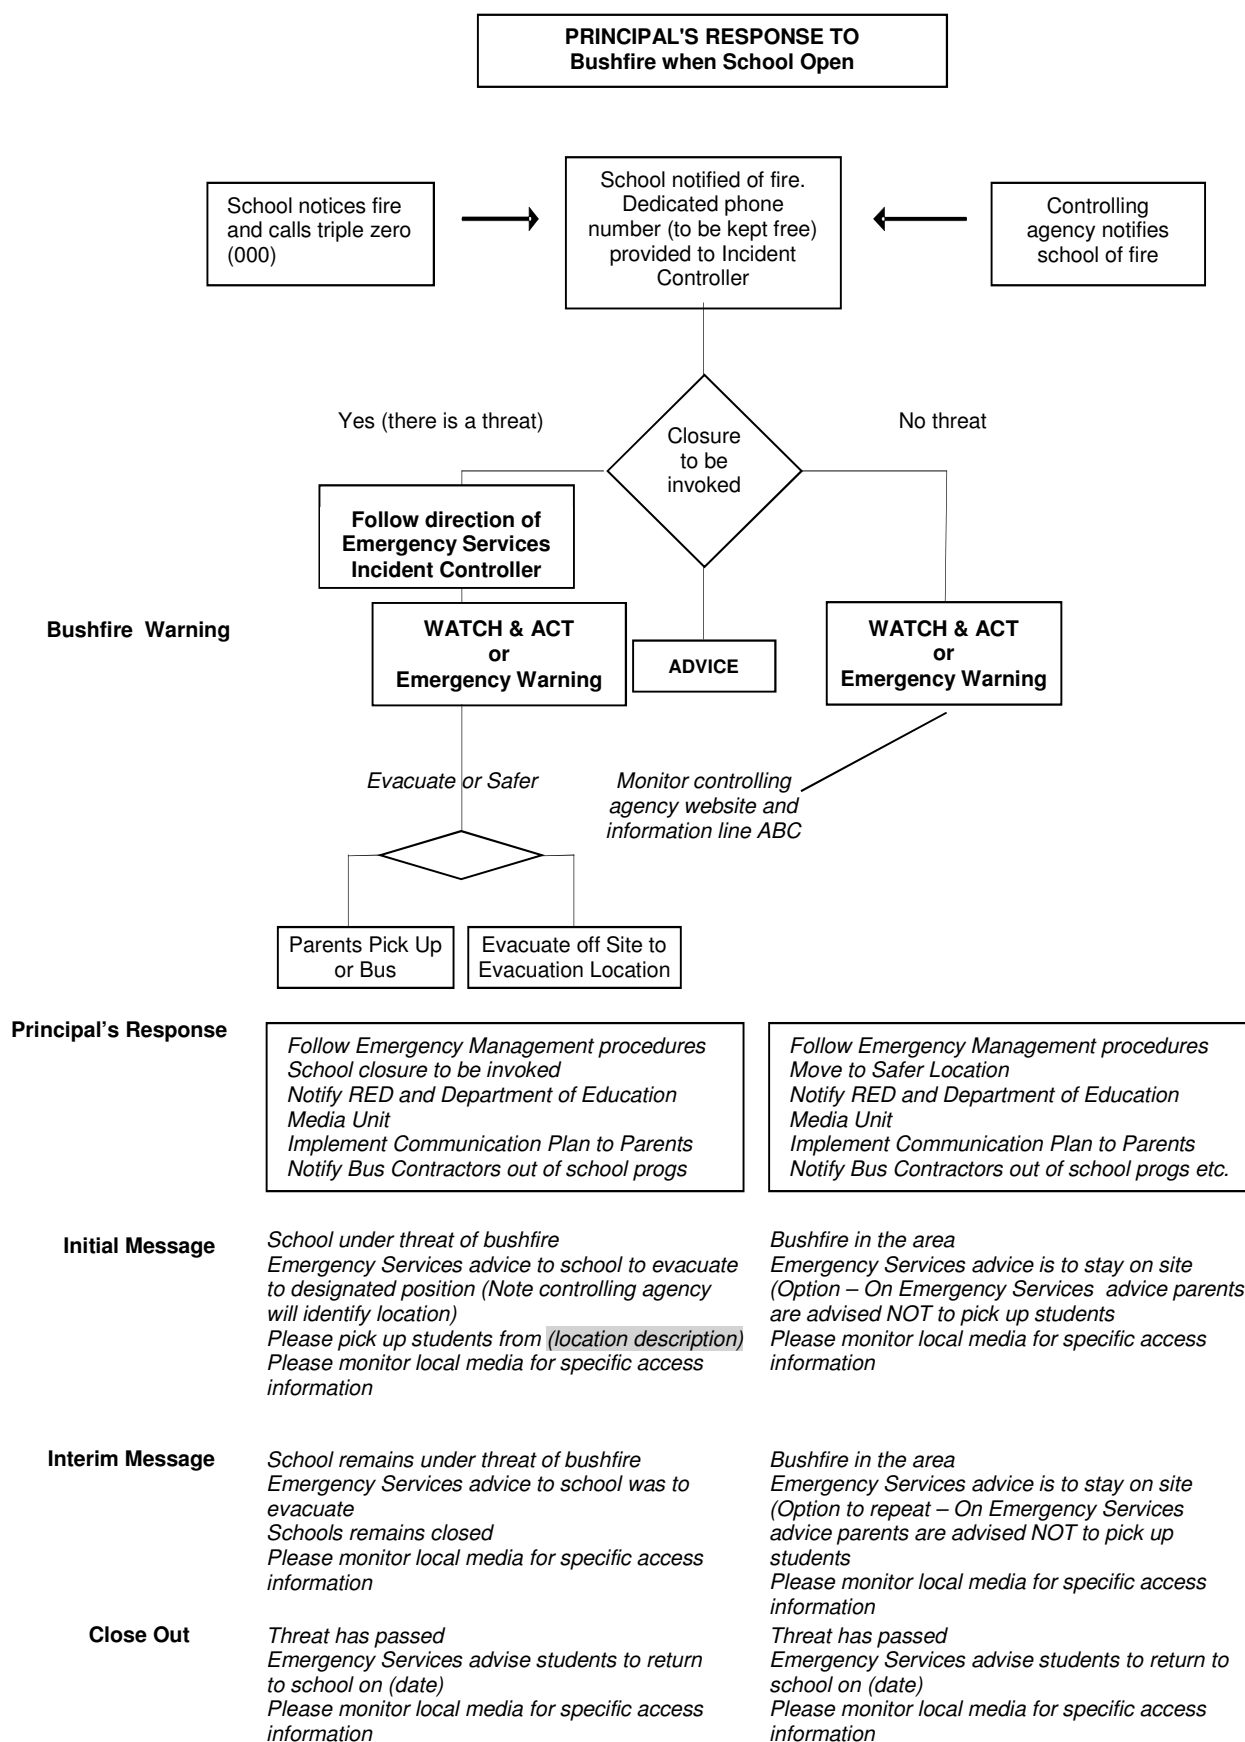 PRINCIPAL'S RESPONSE TO
Bushfire when School Open
School notices fire
and calls triple zero
(000)
School notified of fire.
Dedicated phone
number (to be kept free)
provided to Incident
Controller
Controlling
agency notifies
school of fire
Yes (there is a threat)
Closure
to be
invoked
No threat
Follow direction of
Emergency Services
Incident Controller
Bushfire Warning
WATCH & ACT
or
Emergency Warning
ADVICE
WATCH & ACT
or
Emergency Warning
Evacuate or Safer
Monitor controlling
agency website and
information line ABC
Parents Pick Up
or Bus
Evacuate off Site to
Evacuation Location
Principal's Response
Follow Emergency Management procedures
School closure to be invoked
Notify RED and Department of Education
Media Unit
Implement Communication Plan to Parents
Notify Bus Contractors out of school progs
Follow Emergency Management procedures
Move to Safer Location
Notify RED and Department of Education
Media Unit
Implement Communication Plan to Parents
Notify Bus Contractors out of school progs etc.
Initial Message
School under threat of bushfire
Emergency Services advice to school to evacuate
to designated position (Note controlling agency
will identify location)
Please pick up students from (location description)
Please monitor local media for specific access
information
Bushfire in the area
Emergency Services advice is to stay on site
(Option – On Emergency Services advice parents
are advised NOT to pick up students
Please monitor local media for specific access
information
Interim Message
School remains under threat of bushfire
Emergency Services advice to school was to
evacuate
Schools remains closed
Please monitor local media for specific access
information
Bushfire in the area
Emergency Services advice is to stay on site
(Option to repeat – On Emergency Services
advice parents are advised NOT to pick up
students
Please monitor local media for specific access
information
Close Out
Threat has passed
Emergency Services advise students to return
to school on (date)
Please monitor local media for specific access
information
Threat has passed
Emergency Services advise students to return to
school on (date)
Please monitor local media for specific access
information